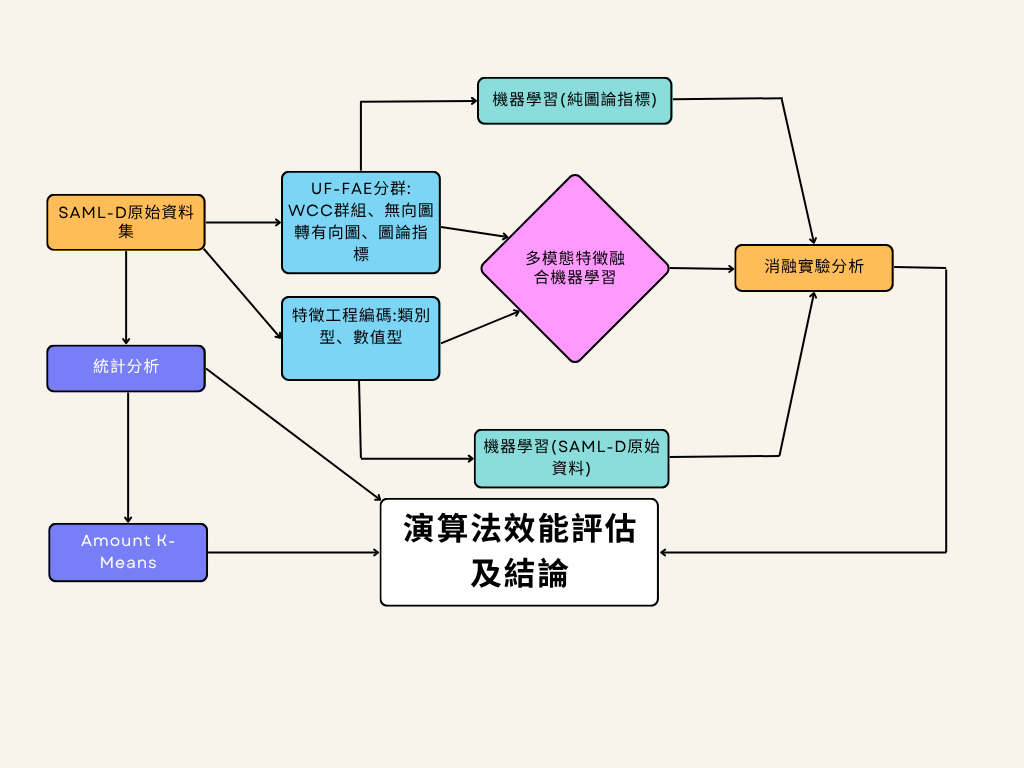 機器學習(純圖論指標)
UF-FAE分群:
WCC群組、無向圖
轉有向圖、圖論指
標
SAML-D原始資料
集
多模態特徵融
合機器學習
消融實驗分析
特徵工程編碼:類別
型、數值型
統計分析
機器學習(SAML-D原始
資料)
演算法效能評估
及結論
Amount K-
Means